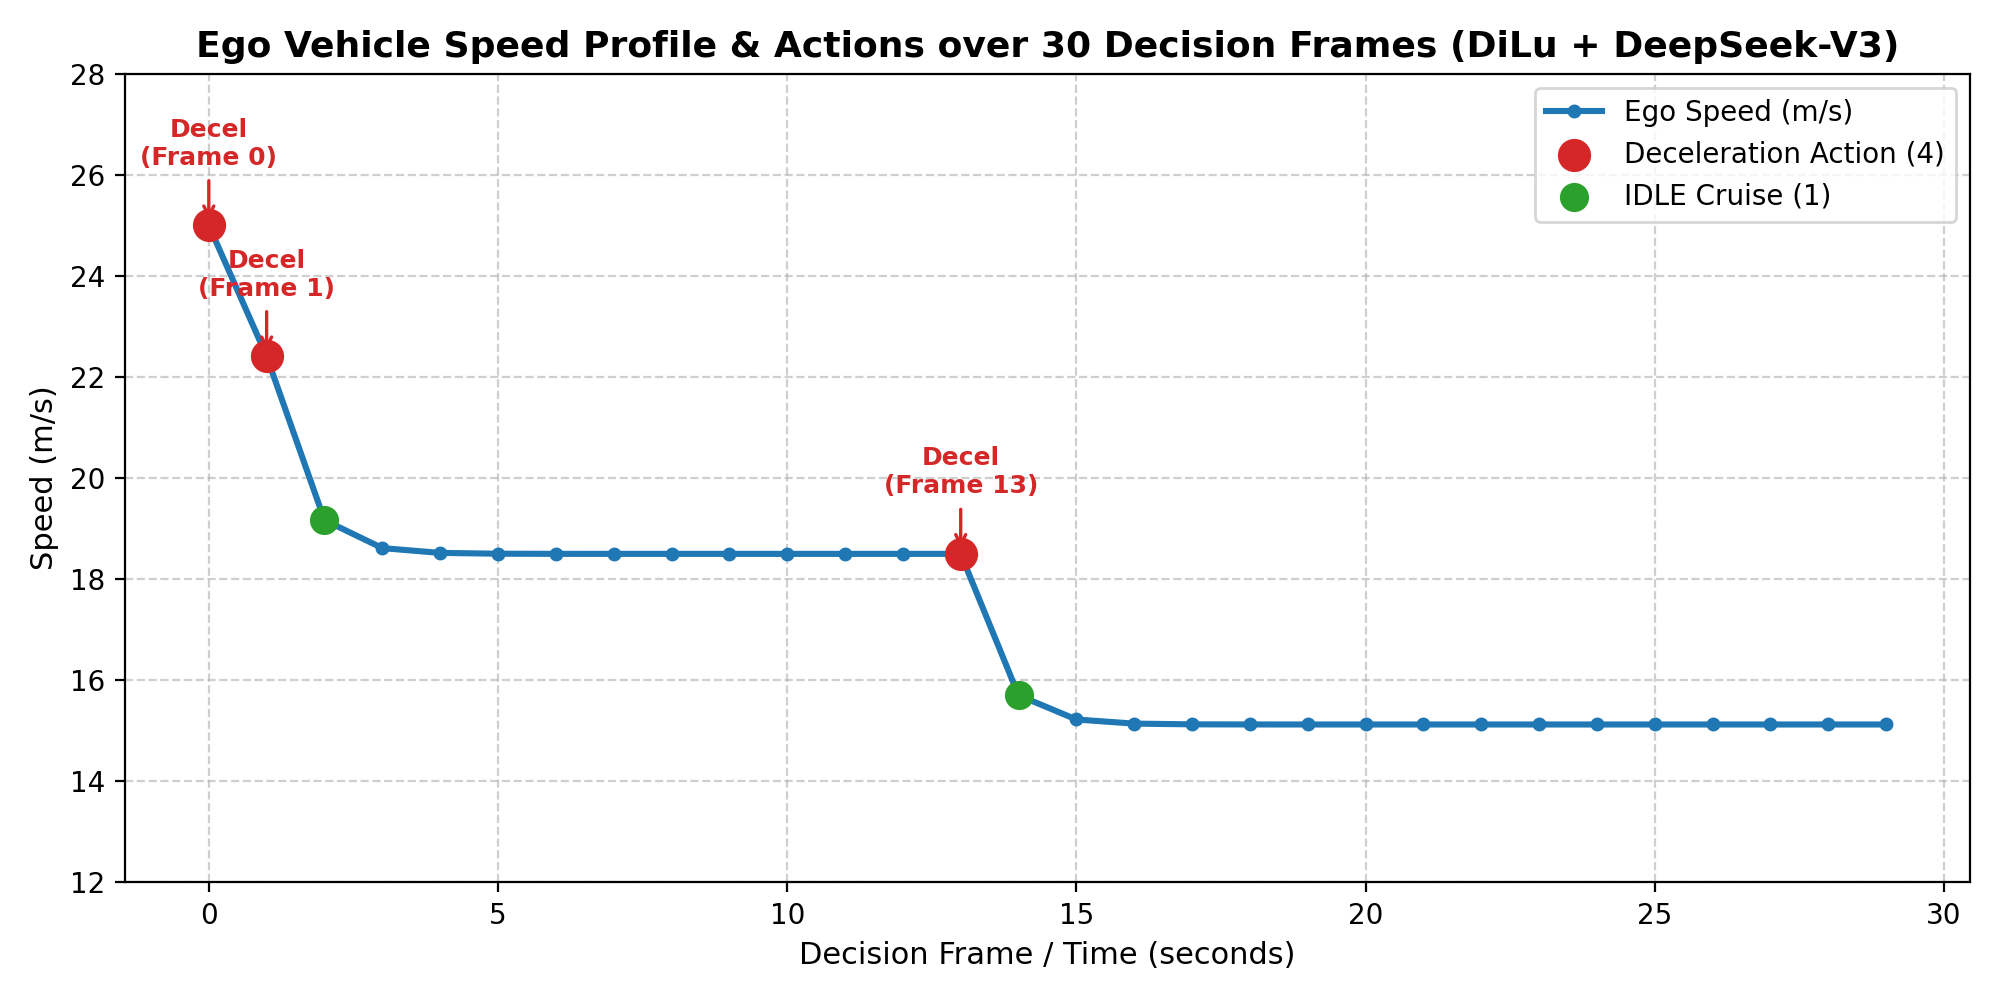 Ego Vehicle Speed Profile & Actions over 30 Decision Frames (DiLu + DeepSeek-V3)
Ego Speed (m/s)
Deceleration Action (4)
IDLE Cruise (1)
Decel
(Frame 0)
Decel
(Frame 1)
Decel
(Frame 13)
Speed (m/s)
28
26
24
22
20
18
16
14
12
0 5 10 15 20 25 30
Decision Frame / Time (seconds)